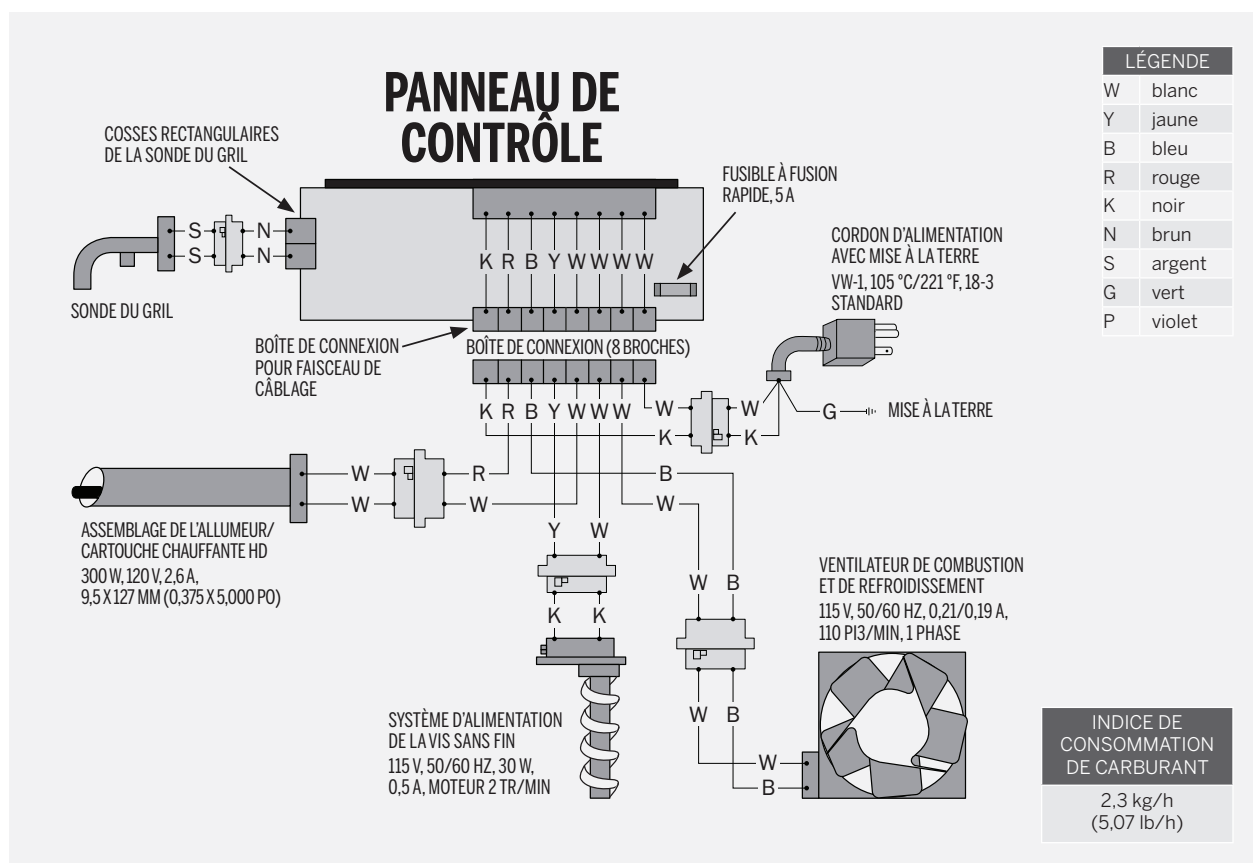 PANNEAU DE
CONTRÔLE
COSSES RECTANGULAIRES
DE LA SONDE DU GRIL
FUSIBLE À FUSION
RAPIDE, 5 A
LÉGENDE
W blanc
Y jaune
B bleu
R rouge
K noir
N brun
S argent
G vert
P violet
S N
S N
K R B Y W W W W
SONDE DU GRIL
CORDON D'ALIMENTATION
AVEC MISE À LA TERRE
VW-1, 105 °C/221 °F, 18-3
STANDARD
BOÎTE DE CONNEXION
POUR FAISCEAU DE
CÂBLAGE
BOÎTE DE CONNEXION (8 BROCHES)
K R B Y W W W
W W
K K
G MISE À LA TERRE
W R B
W W W
ASSEMBLAGE DE L'ALLUMEUR/
CARTOUCHE CHAUFFANTE HD
300 W, 120 V, 2,6 A,
9,5 X 127 MM (0,375 X 5,000 PO)
Y W
K K
W B
W B
W
B
SYSTÈME D'ALIMENTATION
DE LA VIS SANS FIN
115 V, 50/60 HZ, 30 W,
0,5 A, MOTEUR 2 TR/MIN
VENTILATEUR DE COMBUSTION
ET DE REFROIDISSEMENT
115 V, 50/60 HZ, 0,21/0,19 A,
110 PI3/MIN, 1 PHASE
INDICE DE
CONSOMMATION
DE CARBURANT
2,3 kg/h
(5,07 lb/h)